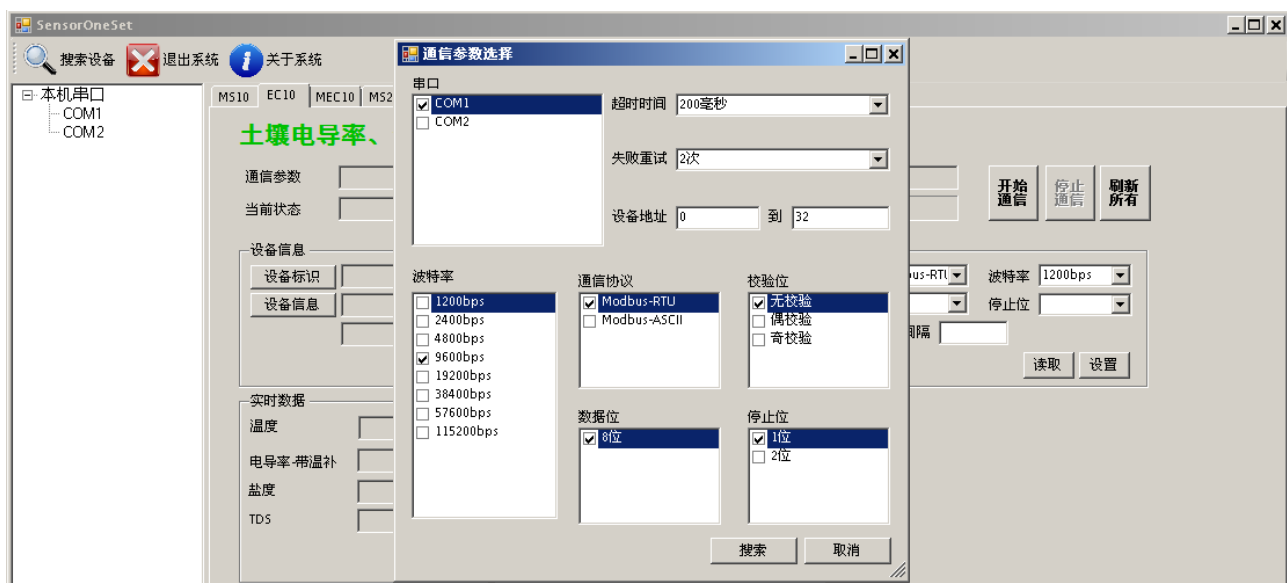 SensorOneSet
搜索设备 退出系统 关于系统
本机串口
COM1
COM2
MS10 EC10 MEC10 MS2
土壤电导率、
通信参数
当前状态
开始通信
停止通信
刷新所有
设备信息
设备标识
设备信息
us-RTU
波特率 1200bps
停止位
间隔
读取 设置
实时数据
温度
电导率-带温补
盐度
TDS
通信参数选择
串口
COM1
COM2
超时时间 200毫秒
失败重试 2次
设备地址 0 到 32
波特率
1200bps
2400bps
4800bps
9600bps
19200bps
38400bps
57600bps
115200bps
通信协议
Modbus-RTU
Modbus-ASCII
校验位
无校验
偶校验
奇校验
数据位
8位
停止位
1位
2位
搜索 取消